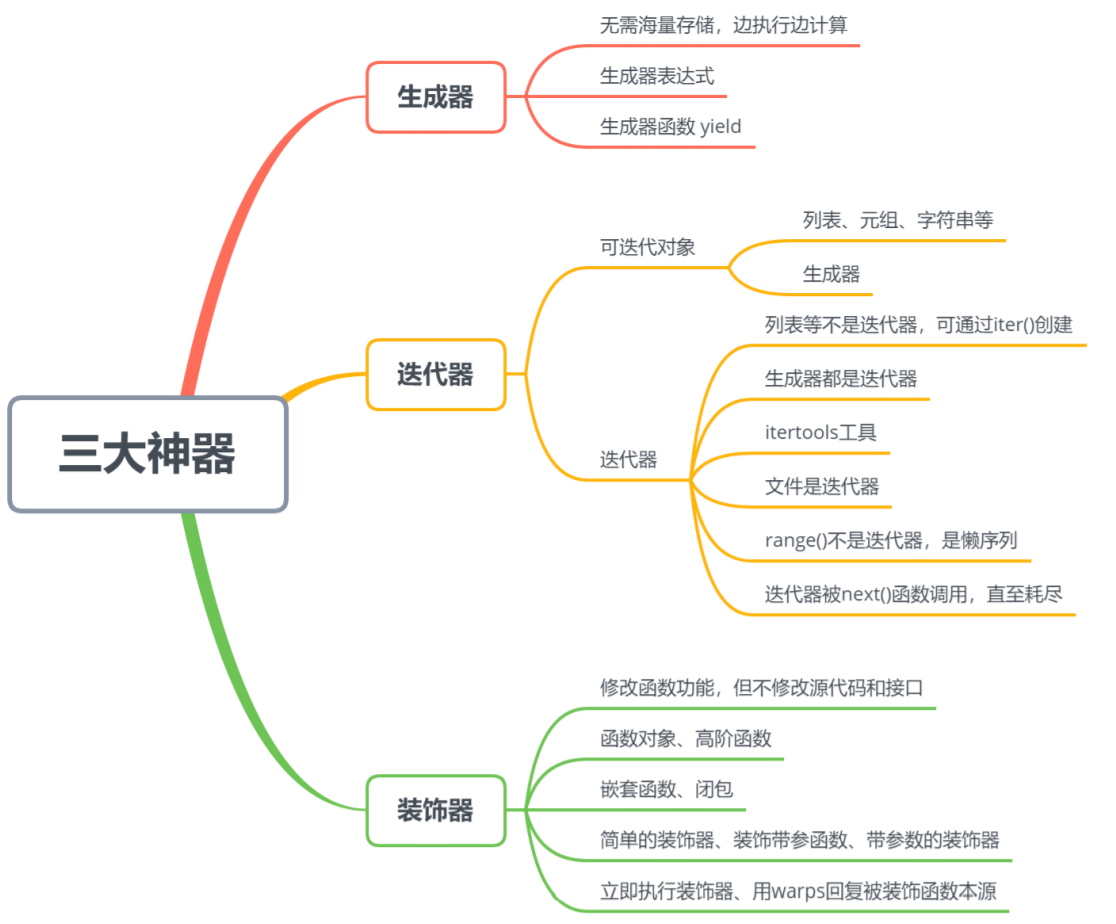 三大神器
生成器
无需海量存储，边执行边计算
生成器表达式
生成器函数 yield
迭代器
可迭代对象
列表、元组、字符串等
生成器
迭代器
列表等不是迭代器，可通过iter()创建
生成器都是迭代器
itertools工具
文件是迭代器
range()不是迭代器，是懒序列
迭代器被next()函数调用，直至耗尽
装饰器
修改函数功能，但不修改源代码和接口
函数对象、高阶函数
嵌套函数、闭包
简单的装饰器、装饰带参函数、带参数的装饰器
立即执行装饰器、用warps回复被装饰函数本源